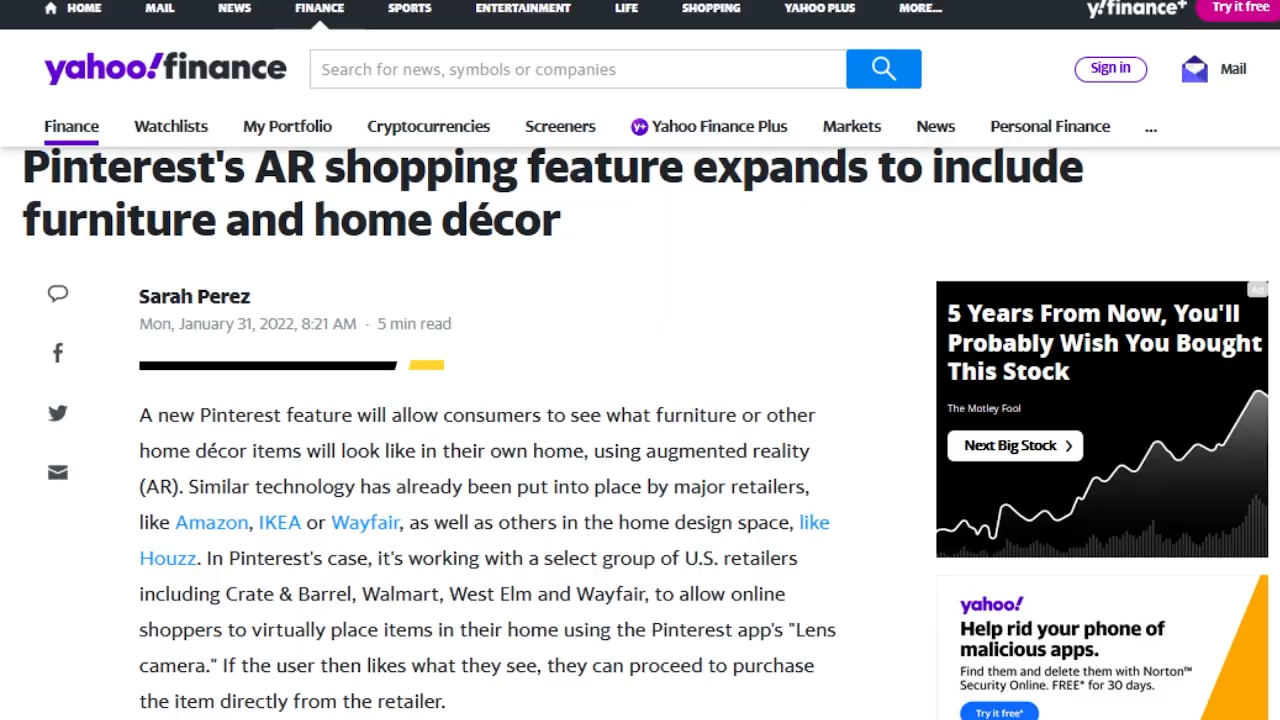 HOME MAIL NEWS FINANCE SPORTS ENTERTAINMENT LIFE SHOPPING YAHOO PLUS MORE... y!finance+ Try it free
yahoo!finance Search for news, symbols or companies Sign in Mail
Finance Watchlists My Portfolio Cryptocurrencies Screeners Y+ Yahoo Finance Plus Markets News Personal Finance ...
Pinterest's AR shopping feature expands to include
furniture and home décor
Sarah Perez
Mon, January 31, 2022, 8:21 AM · 5 min read
A new Pinterest feature will allow consumers to see what furniture or other
home décor items will look like in their own home, using augmented reality
(AR). Similar technology has already been put into place by major retailers,
like Amazon, IKEA or Wayfair, as well as others in the home design space, like
Houzz. In Pinterest's case, it's working with a select group of U.S. retailers
including Crate & Barrel, Walmart, West Elm and Wayfair, to allow online
shoppers to virtually place items in their home using the Pinterest app's "Lens
camera." If the user then likes what they see, they can proceed to purchase
the item directly from the retailer.
Ad
5 Years From Now, You'll
Probably Wish You Bought
This Stock
The Motley Fool
Next Big Stock
yahoo!
Help rid your phone of
malicious apps.
Find them and delete them with Norton™
Security Online. FREE* for 30 days.
Try it free*